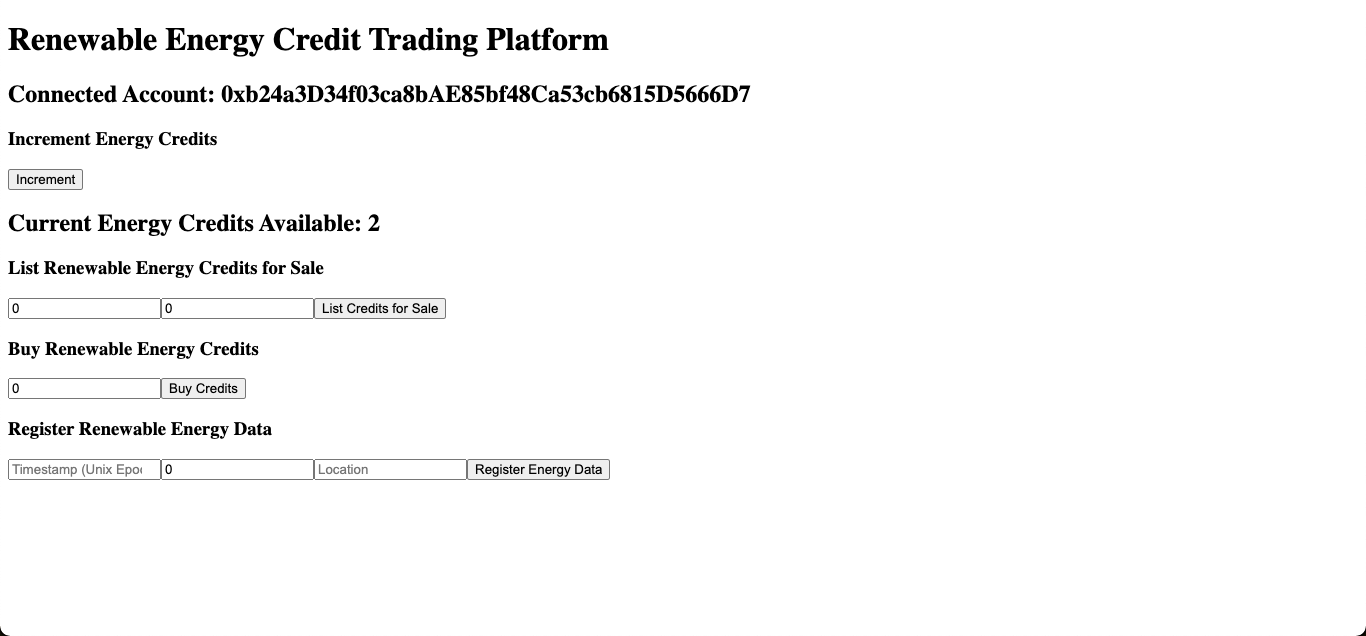 Renewable Energy Credit Trading Platform
Connected Account: 0xb24a3D34f03ca8bAE85bf48Ca53cb6815D5666D7
Increment Energy Credits
Increment
Current Energy Credits Available: 2
List Renewable Energy Credits for Sale
0 0 List Credits for Sale
Buy Renewable Energy Credits
0 Buy Credits
Register Renewable Energy Data
Timestamp (Unix Epo 0 Location Register Energy Data